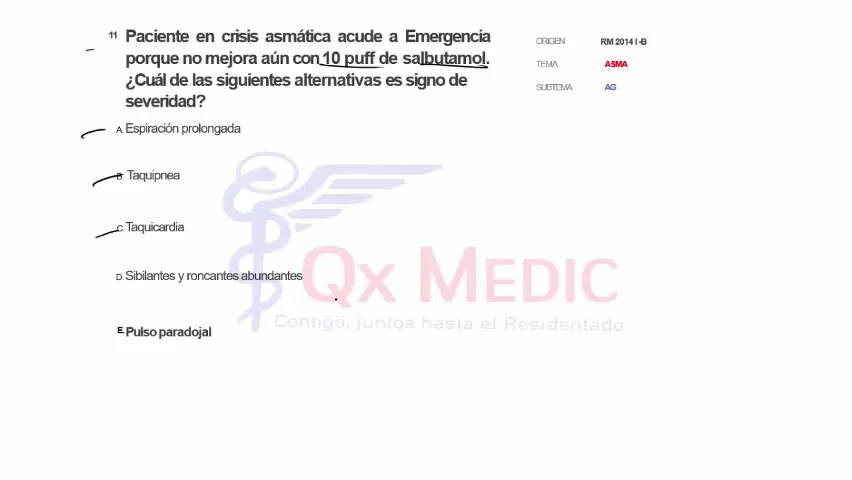 11 Paciente en crisis asmática acude a Emergencia
porque no mejora aún con 10 puff de salbutamol.
¿Cuál de las siguientes alternativas es signo de
severidad?
A. Espiración prolongada
B. Taquipnea
C. Taquicardia
D. Sibilantes y roncantes abundantes
E. Pulso paradojal
ORIGEN RM 2014 I -B
TEMA ASMA
SUBTEMA AG
Qx MEDIC
Contigo, juntos hasta el Residentado